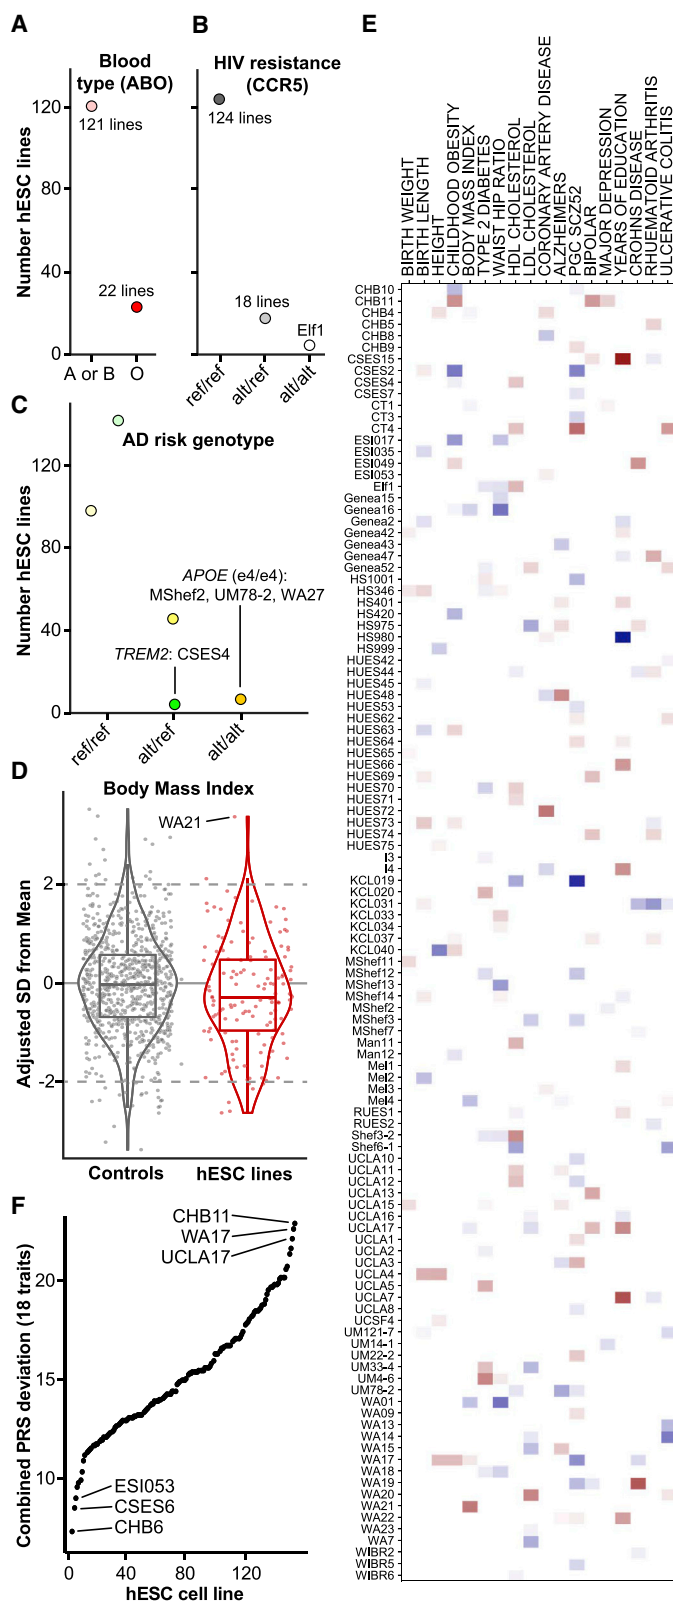 A
Blood
type (ABO)
Number hESC lines
120
80
40
0
121 lines
22 lines
A or B
O
B
HIV resistance
(CCR5)
124 lines
18 lines
Elf1
ref/ref
alt/ref
alt/alt
C
AD risk genotype
Number hESC lines
120
80
40
0
APOE (e4/e4):
MShef2, UM78-2, WA27
TREM2: CSES4
ref/ref
alt/ref
alt/alt
D
Body Mass Index
WA21
Adjusted SD from Mean
2
0
-2
Controls
hESC lines
F
Combined PRS deviation (18 traits)
20
15
10
CHB11
WA17
UCLA17
ESI053
CSES6
CHB6
0
40
80
120
hESC cell line
E
BIRTH WEIGHT
BIRTH LENGTH
HEIGHT
CHILDHOOD OBESITY
BODY MASS INDEX
TYPE 2 DIABETES
WAIST HIP RATIO
HDL CHOLESTEROL
LDL CHOLESTEROL
CORONARY ARTERY DISEASE
ALZHEIMERS
PGC SCZ52
BIPOLAR
MAJOR DEPRESSION
YEARS OF EDUCATION
CROHNS DISEASE
RHUEMATOID ARTHRITIS
ULCERATIVE COLITIS
CHB10
CHB11
CHB4
CHB5
CHB8
CHB9
CSES15
CSES2
CSES4
CSES7
CT1
CT3
CT4
ESI017
ESI035
ESI049
ESI053
Elf1
Genea15
Genea16
Genea2
Genea42
Genea43
Genea47
Genea52
HS1001
HS346
HS401
HS420
HS975
HS980
HS999
HUES42
HUES44
HUES45
HUES48
HUES53
HUES62
HUES63
HUES64
HUES65
HUES66
HUES69
HUES70
HUES71
HUES72
HUES73
HUES74
HUES75
I3
I4
KCL019
KCL020
KCL031
KCL033
KCL034
KCL037
KCL040
MShef11
MShef12
MShef13
MShef14
MShef2
MShef3
MShef7
Man11
Man12
Mel1
Mel2
Mel3
Mel4
RUES1
RUES2
Shef3-2
Shef6-1
UCLA10
UCLA11
UCLA12
UCLA13
UCLA15
UCLA16
UCLA17
UCLA1
UCLA2
UCLA3
UCLA4
UCLA5
UCLA7
UCLA8
UCSF4
UM121-7
UM14-1
UM22-2
UM33-4
UM4-6
UM78-2
WA01
WA09
WA13
WA14
WA15
WA17
WA18
WA19
WA20
WA21
WA22
WA23
WA7
WIBR2
WIBR5
WIBR6